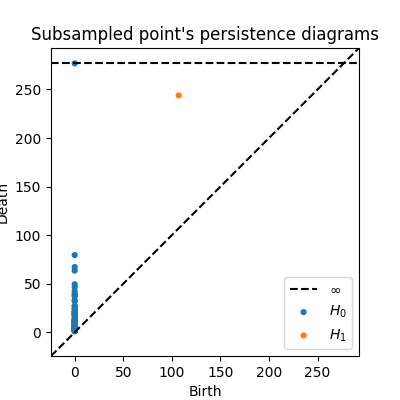 Subsampled point's persistence diagrams
Death
250
200
150
100
50
0
∞
H₀
H₁
0 50 100 150 200 250
Birth